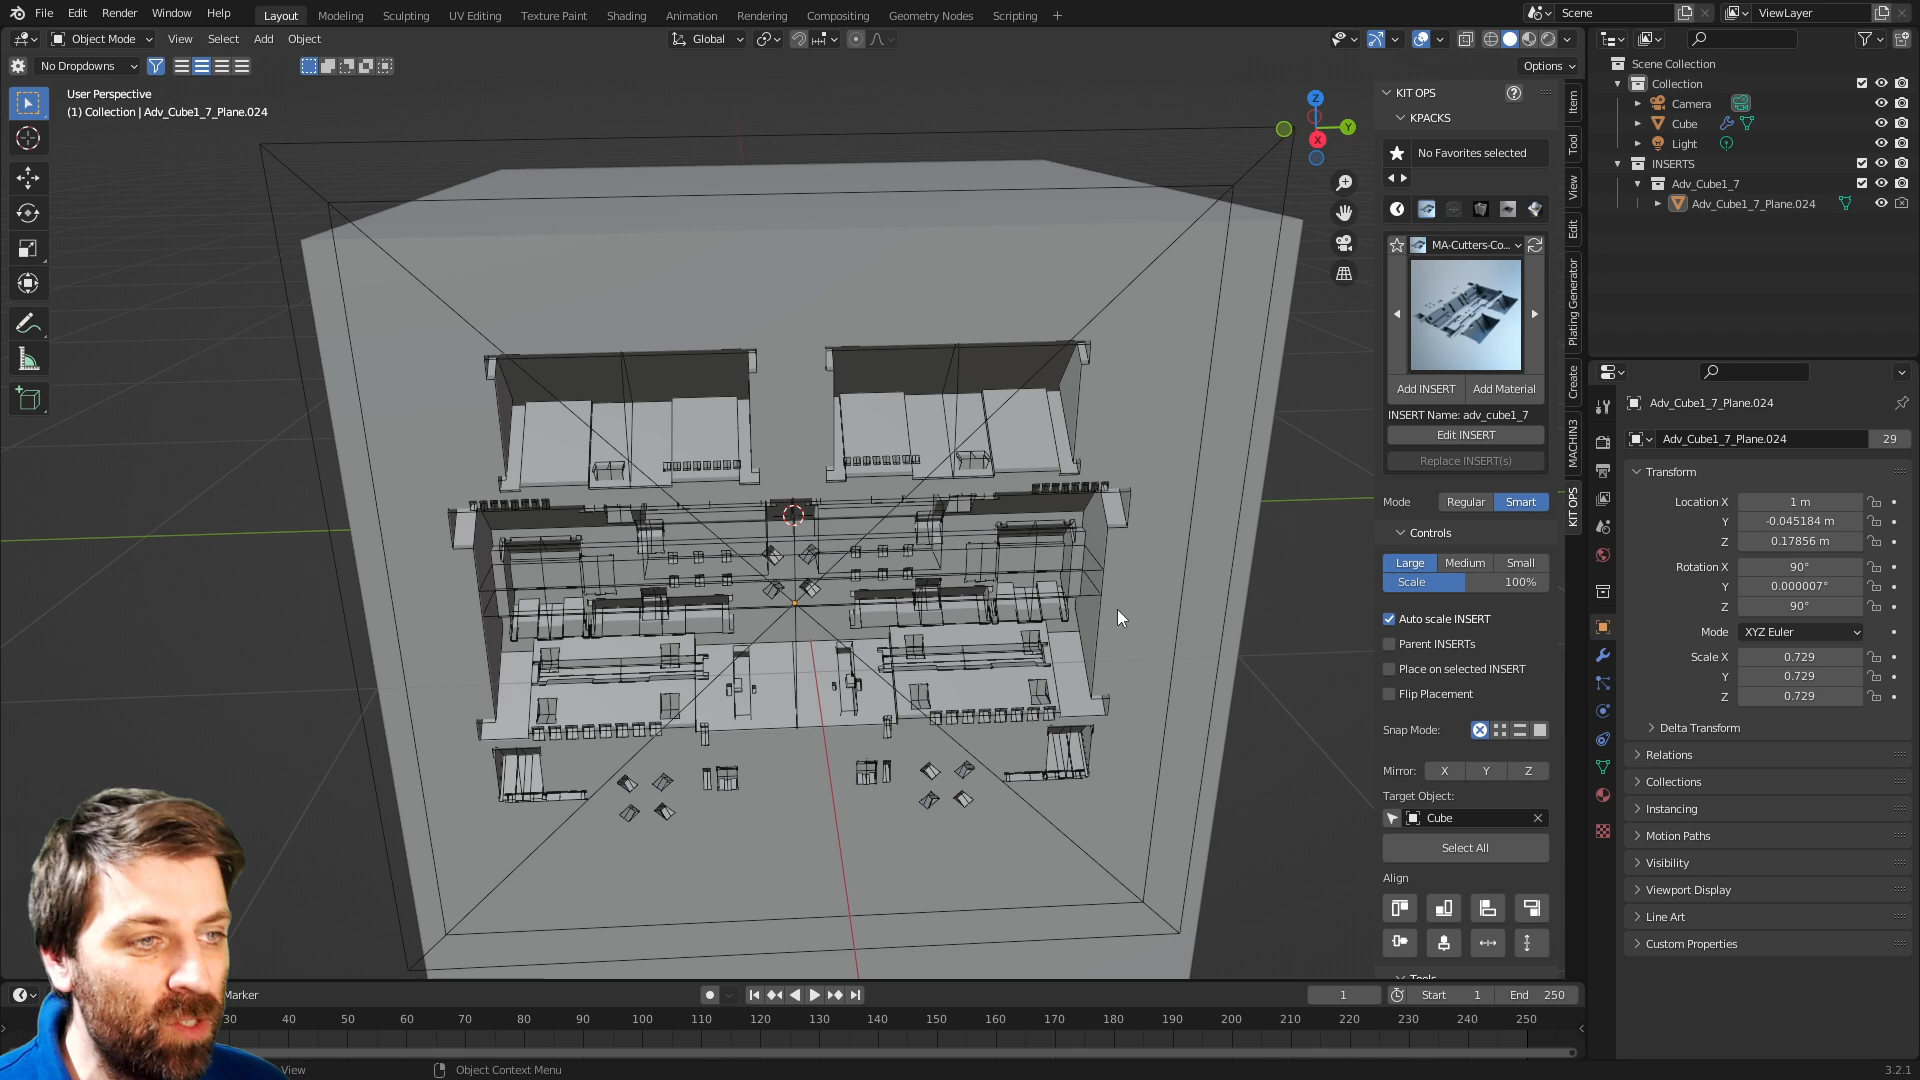 File Edit Render Window Help Layout Modeling Sculpting UV Editing Texture Paint Shading Animation Rendering Compositing Geometry Nodes Scripting + Scene ViewLayer
Object Mode View Select Add Object Global
No Dropdowns Options
User Perspective
(1) Collection | Adv_Cube1_7_Plane.024
Z
Y
X
KIT OPS
KPACKS
No Favorites selected
MA-Cutters-Co...
Add INSERT Add Material
INSERT Name: adv_cube1_7
Edit INSERT
Replace INSERT(s)
Mode Regular Smart
Controls
Large Medium Small
Scale 100%
Auto scale INSERT
Parent INSERTs
Place on selected INSERT
Flip Placement
Snap Mode:
Mirror: X Y Z
Target Object:
Cube
Select All
Align
Tools
Item
Tool
View
Edit
Plating Generator
Create
MACHIN3
KIT OPS
Scene Collection
Collection
Camera
Cube
Light
INSERTS
Adv_Cube1_7
Adv_Cube1_7_Plane.024
Adv_Cube1_7_Plane.024
Adv_Cube1_7_Plane.024 29
Transform
Location X 1 m
Y -0.045184 m
Z 0.17856 m
Rotation X 90°
Y 0.000007°
Z 90°
Mode XYZ Euler
Scale X 0.729
Y 0.729
Z 0.729
Delta Transform
Relations
Collections
Instancing
Motion Paths
Visibility
Viewport Display
Line Art
Custom Properties
Marker 1 Start 1 End 250
30 40 50 60 70 80 90 100 110 120 130 140 150 160 170 180 190 200 210 220 230 240 250
View Object Context Menu 3.2.1